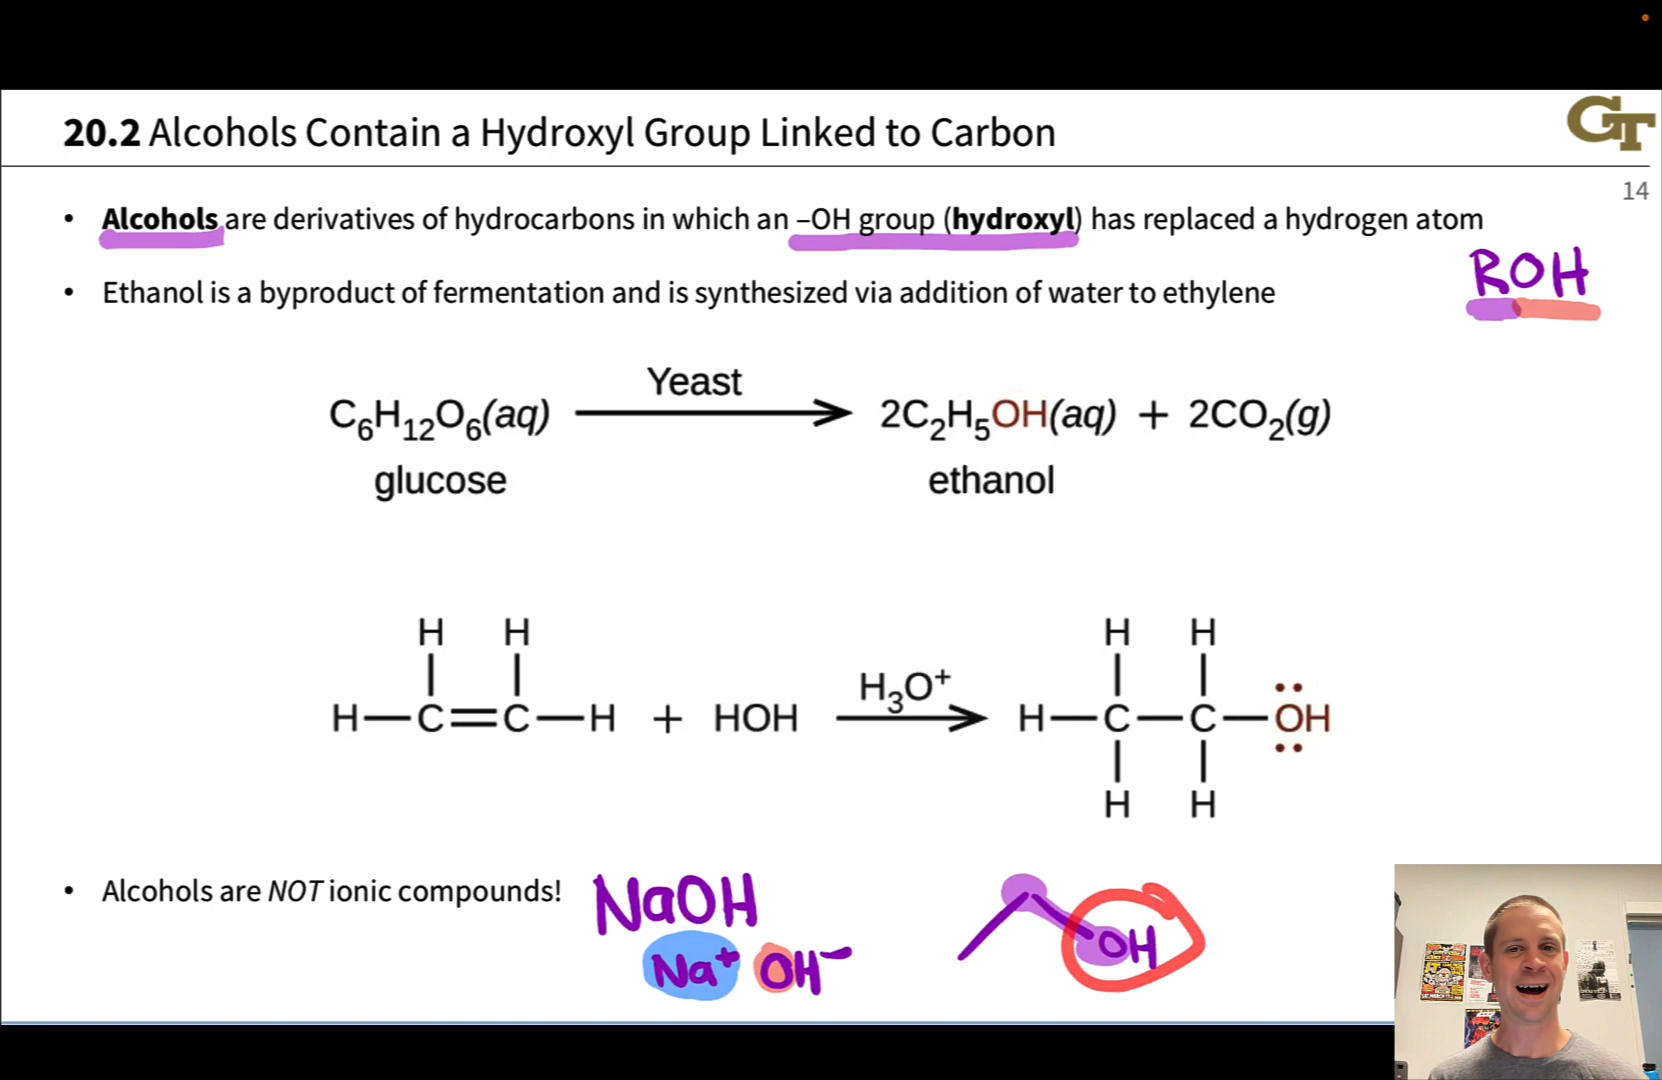 20.2 Alcohols Contain a Hydroxyl Group Linked to Carbon
GT
14
• Alcohols are derivatives of hydrocarbons in which an –OH group (hydroxyl) has replaced a hydrogen atom
ROH
• Ethanol is a byproduct of fermentation and is synthesized via addition of water to ethylene
Yeast
C₆H₁₂O₆(aq) ⟶ 2C₂H₅OH(aq) + 2CO₂(g)
glucose ethanol
H H H H
H₃O⁺
H—C=C—H + HOH ⟶ H—C—C—OH
H H
• Alcohols are NOT ionic compounds!
NaOH
Na⁺ OH⁻
OH